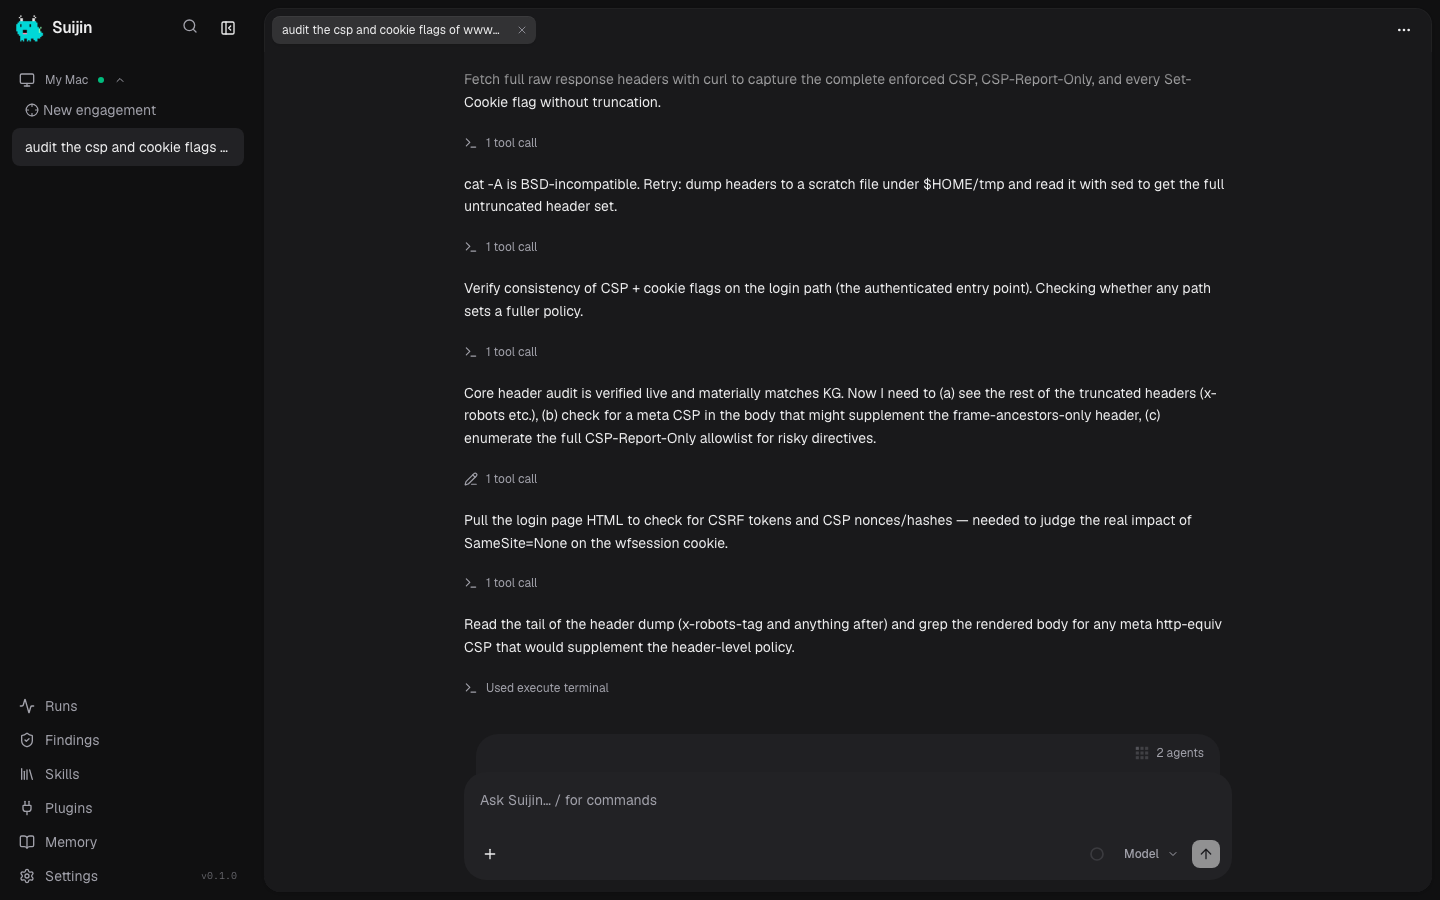 Suijin
My Mac
New engagement
audit the csp and cookie flags ...
Runs
Findings
Skills
Plugins
Memory
Settings
v0.1.0
audit the csp and cookie flags of www...
Fetch full raw response headers with curl to capture the complete enforced CSP, CSP-Report-Only, and every Set-
Cookie flag without truncation.
1 tool call
cat -A is BSD-incompatible. Retry: dump headers to a scratch file under $HOME/tmp and read it with sed to get the full
untruncated header set.
1 tool call
Verify consistency of CSP + cookie flags on the login path (the authenticated entry point). Checking whether any path
sets a fuller policy.
1 tool call
Core header audit is verified live and materially matches KG. Now I need to (a) see the rest of the truncated headers (x-
robots etc.), (b) check for a meta CSP in the body that might supplement the frame-ancestors-only header, (c)
enumerate the full CSP-Report-Only allowlist for risky directives.
1 tool call
Pull the login page HTML to check for CSRF tokens and CSP nonces/hashes — needed to judge the real impact of
SameSite=None on the wfsession cookie.
1 tool call
Read the tail of the header dump (x-robots-tag and anything after) and grep the rendered body for any meta http-equiv
CSP that would supplement the header-level policy.
Used execute terminal
2 agents
Ask Suijin... / for commands
Model